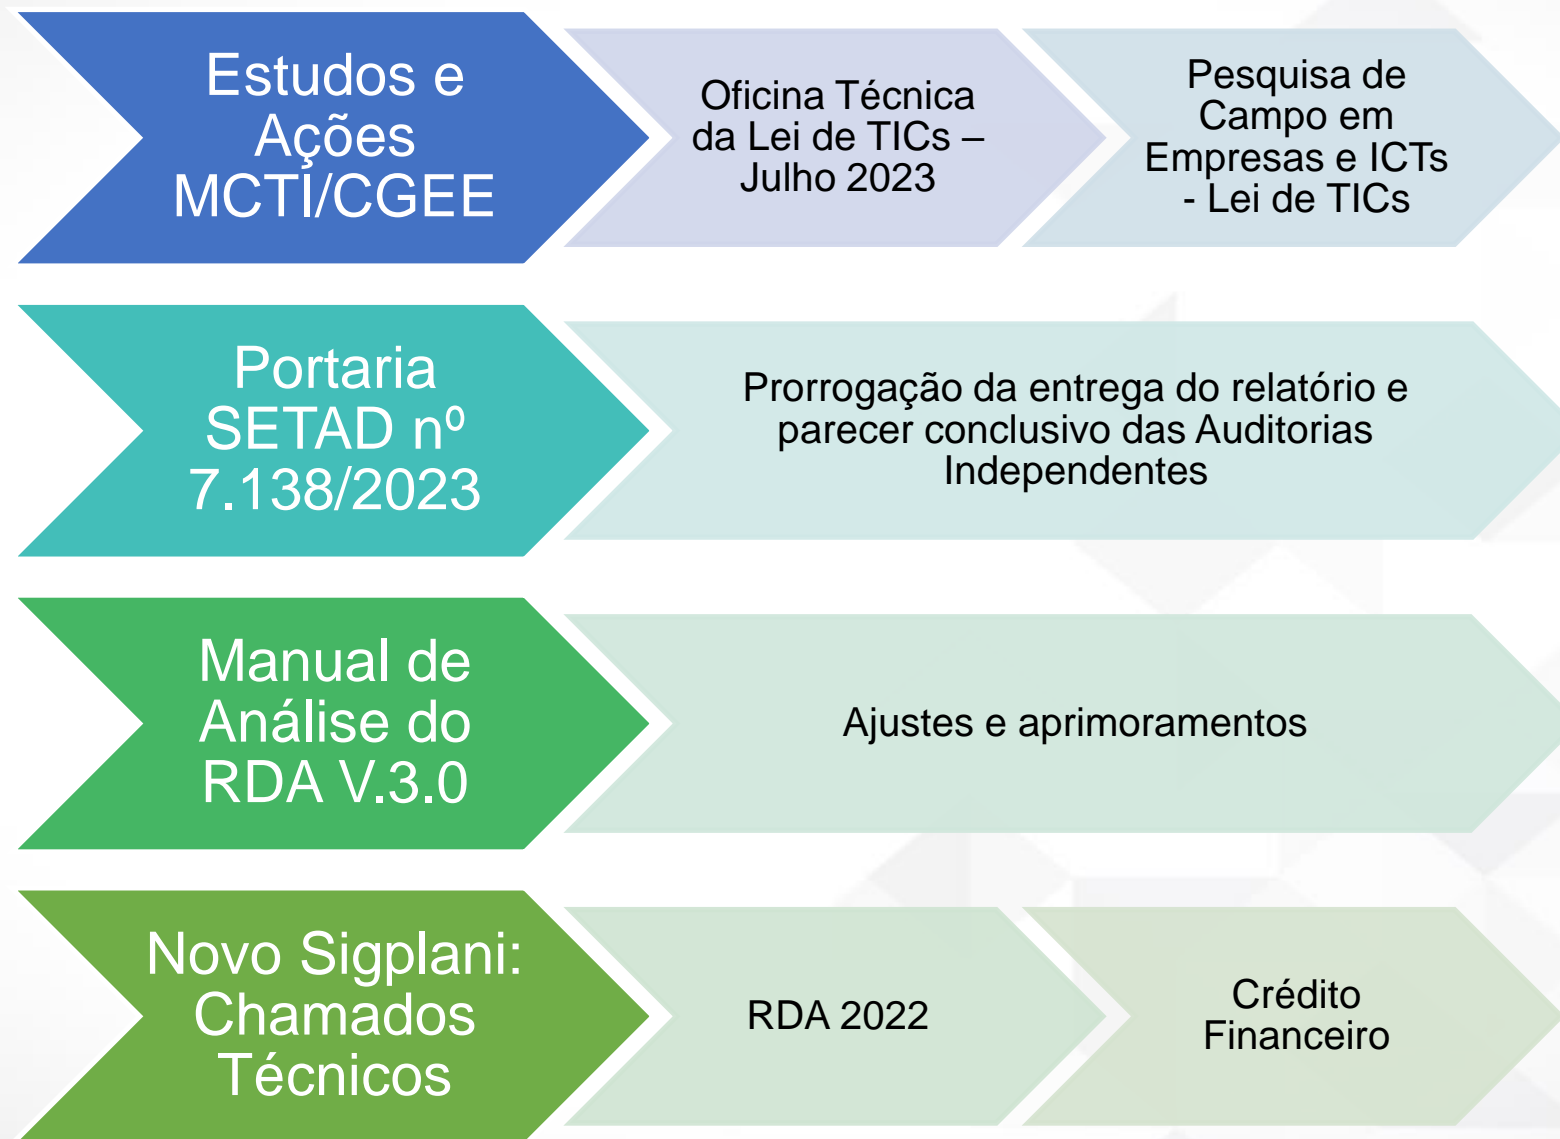 Estudos e
Ações
MCTI/CGEE
Oficina Técnica
da Lei de TICs –
Julho 2023
Pesquisa de
Campo em
Empresas e ICTs
- Lei de TICs
Portaria
SETAD nº
7.138/2023
Prorrogação da entrega do relatório e
parecer conclusivo das Auditorias
Independentes
Manual de
Análise do
RDA V.3.0
Ajustes e aprimoramentos
Novo Sigplani:
Chamados
Técnicos
RDA 2022
Crédito
Financeiro